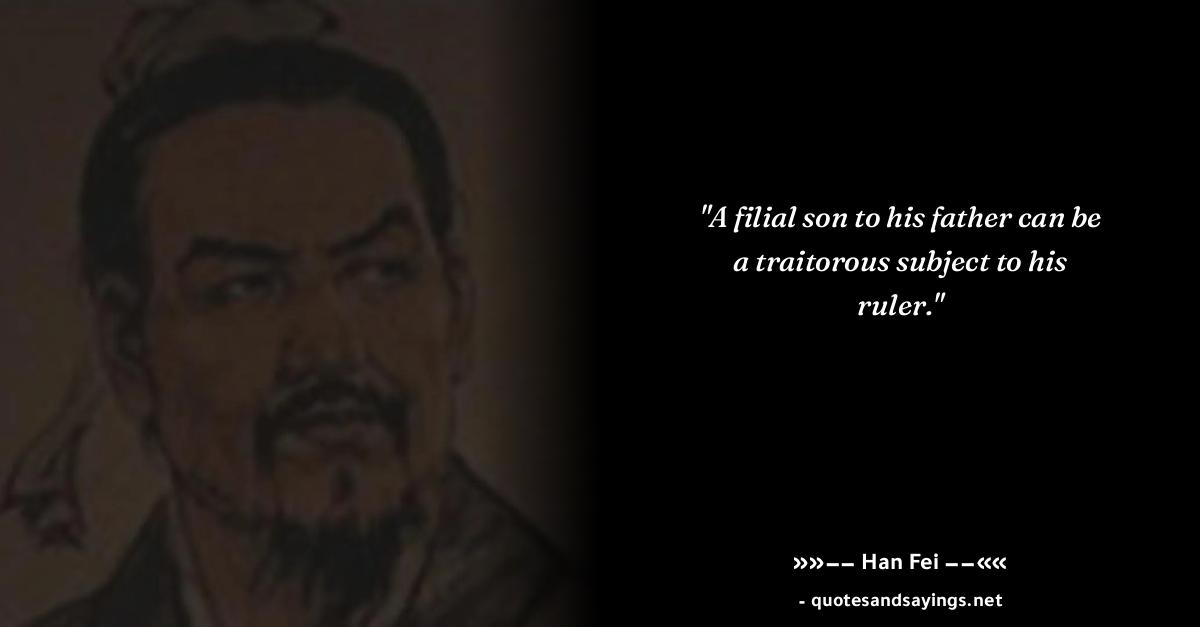 "A filial son to his father can be
a traitorous subject to his
ruler."
»»»–– Han Fei ––«««
- quotesandsayings.net